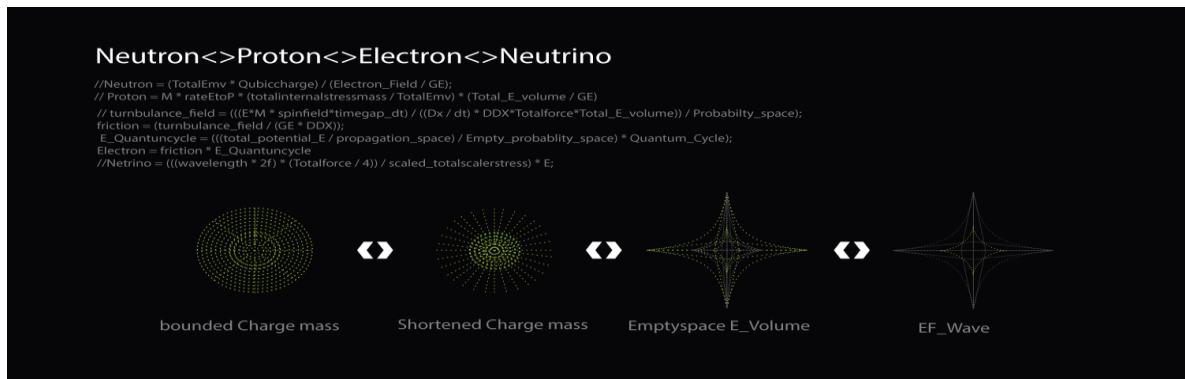 Neutron<>Proton<>Electron<>Neutrino
//Neutron = (TotalEmv * Qubiccharge) / (Electron_Field / GE);
// Proton = M * rateEtoP * (totalinternalstressmass / TotalEmv) * (Total_E_volume / GE)
// turnbulance_field = (((E*M * spinfield*timegap_dt) / ((Dx / dt) * DDX*Totalforce*Total_E_volume)) / Probabilty_space);
friction = (turnbulance_field / (GE * DDX));
E_Quantuncycle = (((total_potential_E / propagation_space) / Empty_probablity_space) * Quantum_Cycle);
Electron = friction * E_Quantuncycle
//Netrino = (((wavelength * 2f) * (Totalforce / 4)) / scaled_totalscalerstress) * E;
bounded Charge mass
Shortened Charge mass
Emptyspace E_Volume
EF_Wave